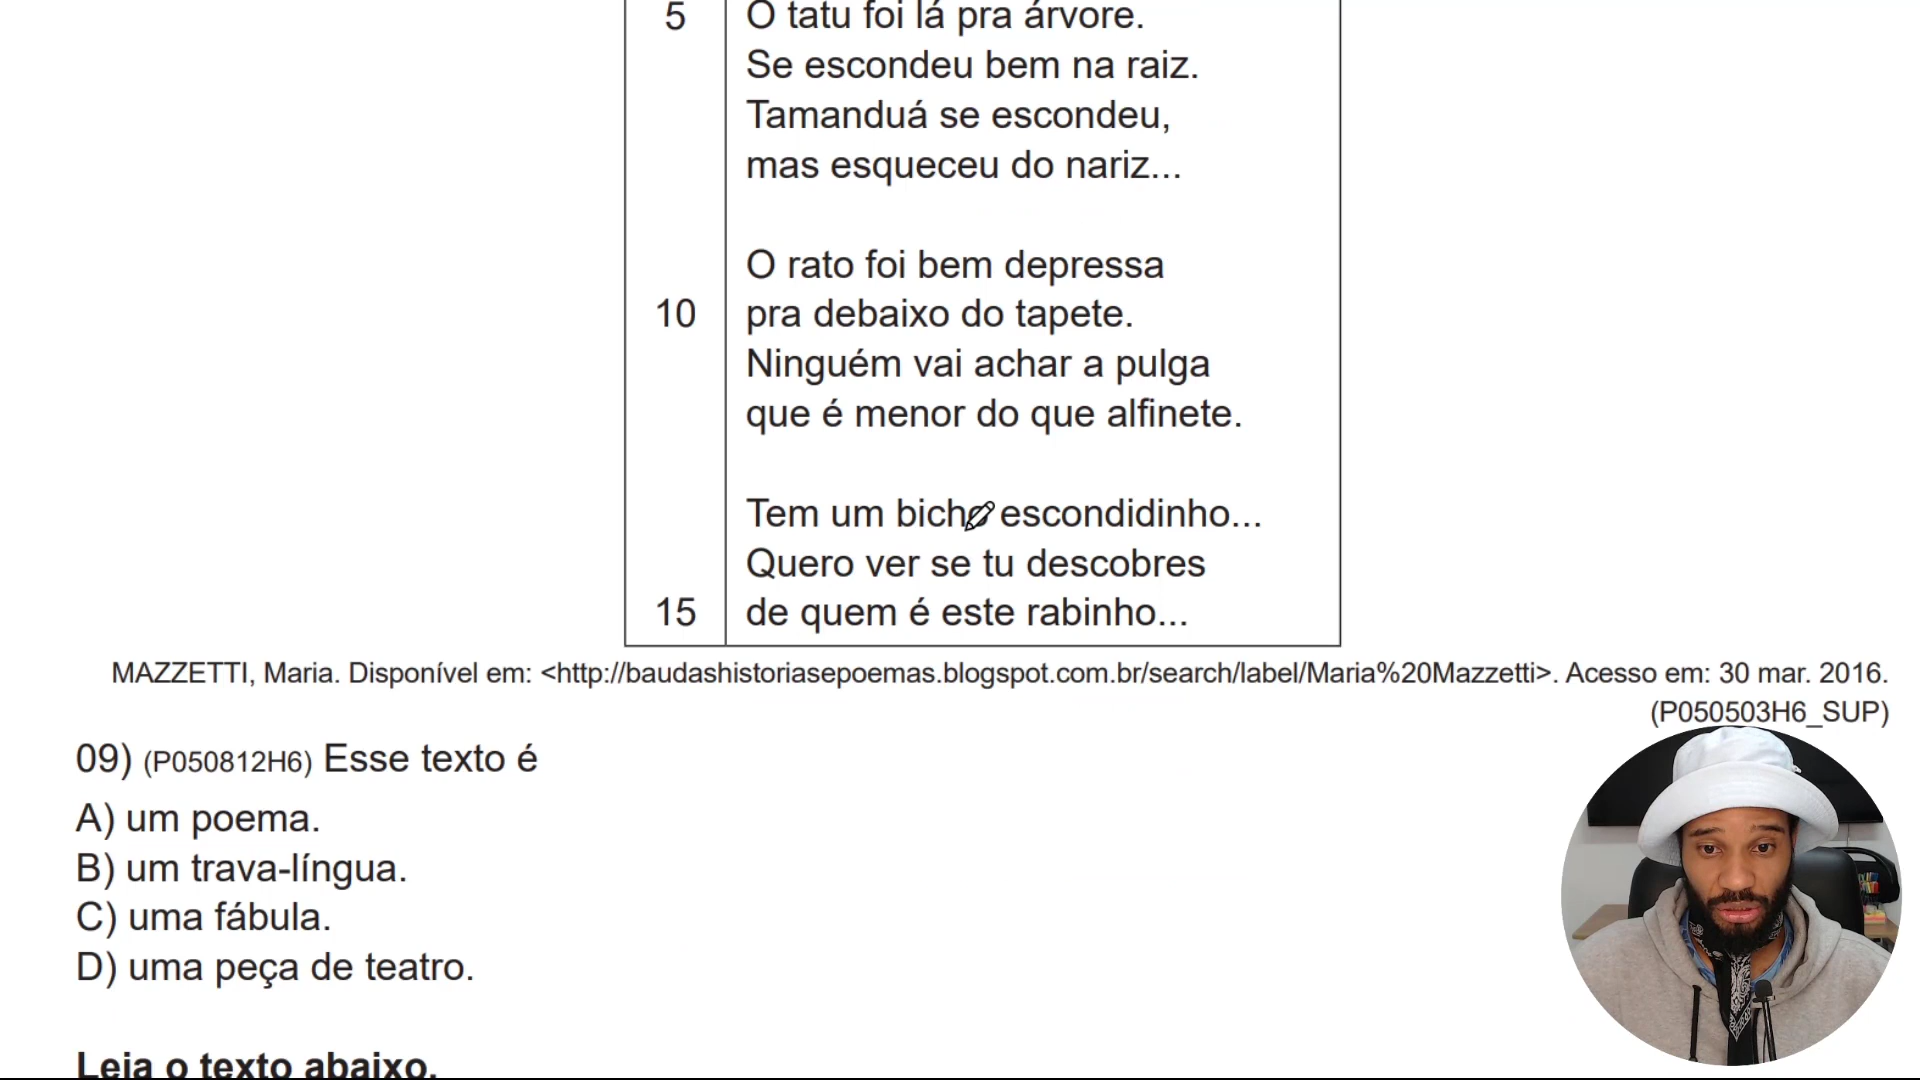 5 O tatu foi lá pra árvore.
Se escondeu bem na raiz.
Tamanduá se escondeu,
mas esqueceu do nariz...
O rato foi bem depressa
10 pra debaixo do tapete.
Ninguém vai achar a pulga
que é menor do que alfinete.
Tem um bicho escondidinho...
Quero ver se tu descobres
15 de quem é este rabinho...
MAZZETTI, Maria. Disponível em: <http://baudashistoriasepoemas.blogspot.com.br/search/label/Maria%20Mazzetti>. Acesso em: 30 mar. 2016.
(P050503H6_SUP)
09) (P050812H6) Esse texto é
A) um poema.
B) um trava-língua.
C) uma fábula.
D) uma peça de teatro.
Leia o texto abaixo.